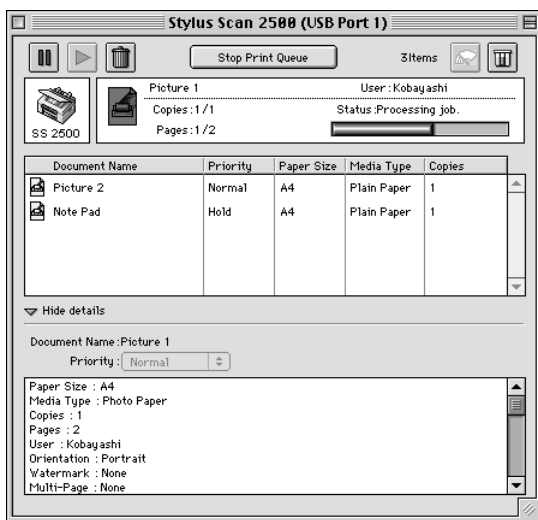 Stylus Scan 2500 (USB Port 1)
Stop Print Queue
3Items
SS 2500
Picture 1
User :Kobayashi
Copies:1/1
Status:Processing job.
Pages:1/2
Document Name Priority Paper Size Media Type Copies
Picture 2 Normal A4 Plain Paper 1
Note Pad Hold A4 Plain Paper 1
Hide details
Document Name :Picture 1
Priority : Normal
Paper Size : A4
Media Type : Photo Paper
Copies : 1
Pages : 2
User : Kobayashi
Orientation : Portrait
Watermark : None
Multi-Page : None